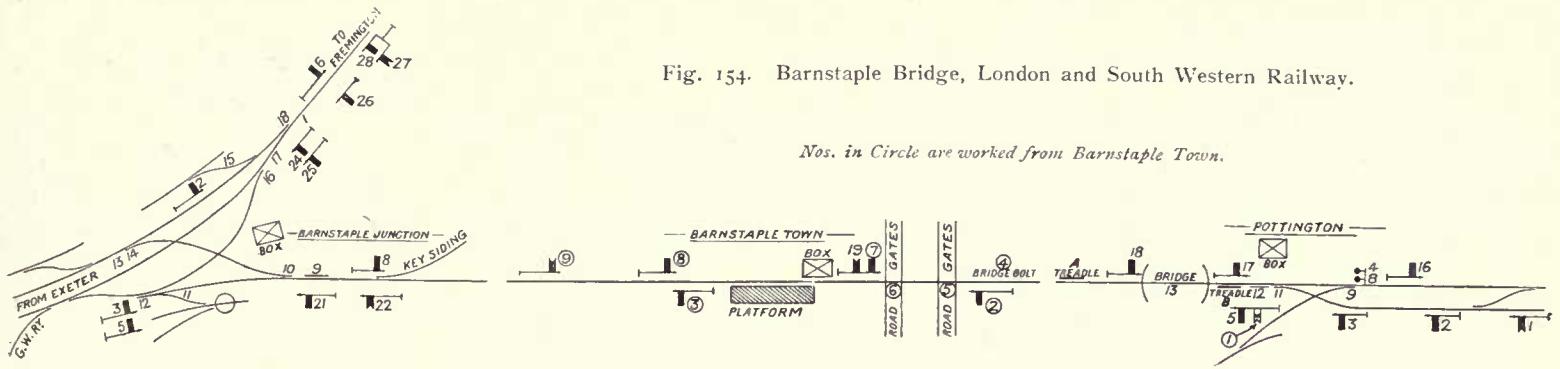 Fig. 154. Barnstaple Bridge, London and South Western Railway.
Nos. in Circle are worked from Barnstaple Town.
TO
FREMINGTON
6
28
27
26
18
1
17
24
25
16
15
2
BOX
BARNSTAPLE JUNCTION
8
KEY SIDING
13 14
10 9
FROM EXETER
12
11
3
5
21
22
G.W.RY.
9
BARNSTAPLE TOWN
8
BOX
19 7
3
PLATFORM
ROAD 6 GATES
ROAD 5 GATES
4
BRIDGE BOLT
2
A
TREADLE
18
BRIDGE
13
POTTINGTON
17
BOX
4
8
16
TREADLE 12 11
9
B
5
1
3
2
1